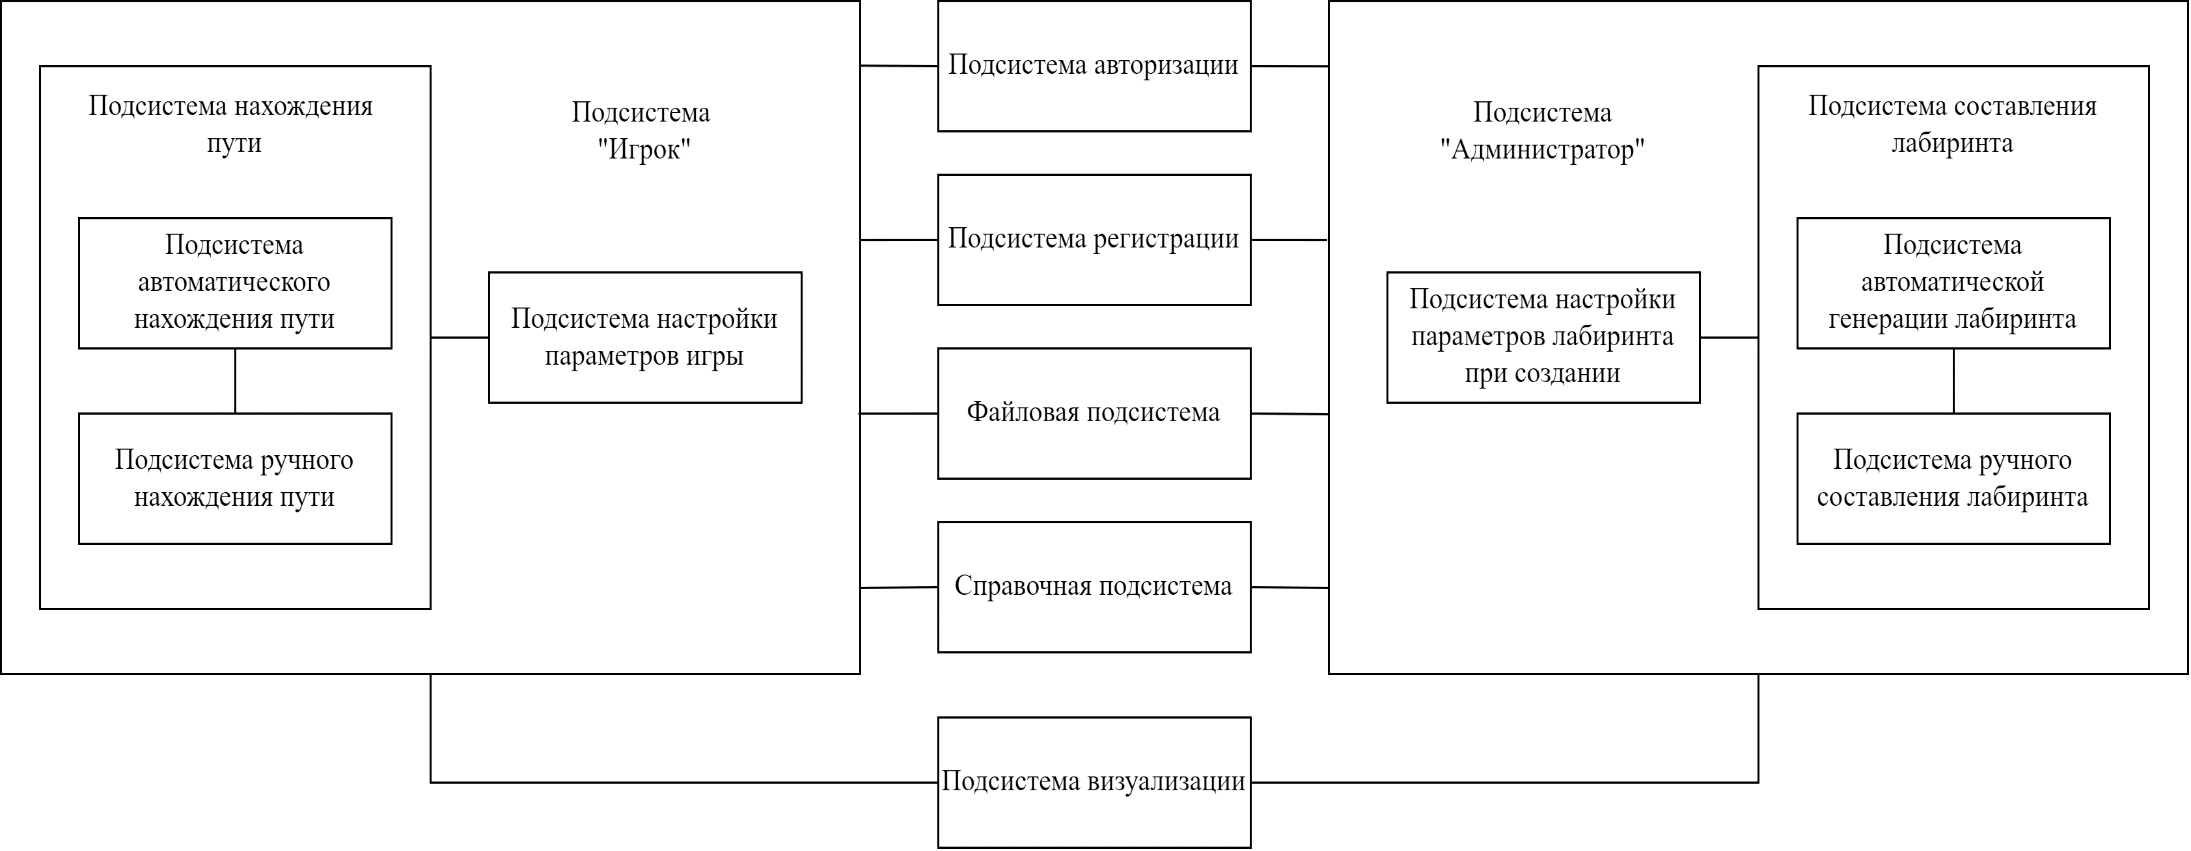 Подсистема нахождения
пути
Подсистема
автоматического
нахождения пути
Подсистема ручного
нахождения пути
Подсистема
"Игрок"
Подсистема настройки
параметров игры
Подсистема авторизации
Подсистема регистрации
Файловая подсистема
Справочная подсистема
Подсистема визуализации
Подсистема
"Администратор"
Подсистема настройки
параметров лабиринта
при создании
Подсистема составления
лабиринта
Подсистема
автоматической
генерации лабиринта
Подсистема ручного
составления лабиринта